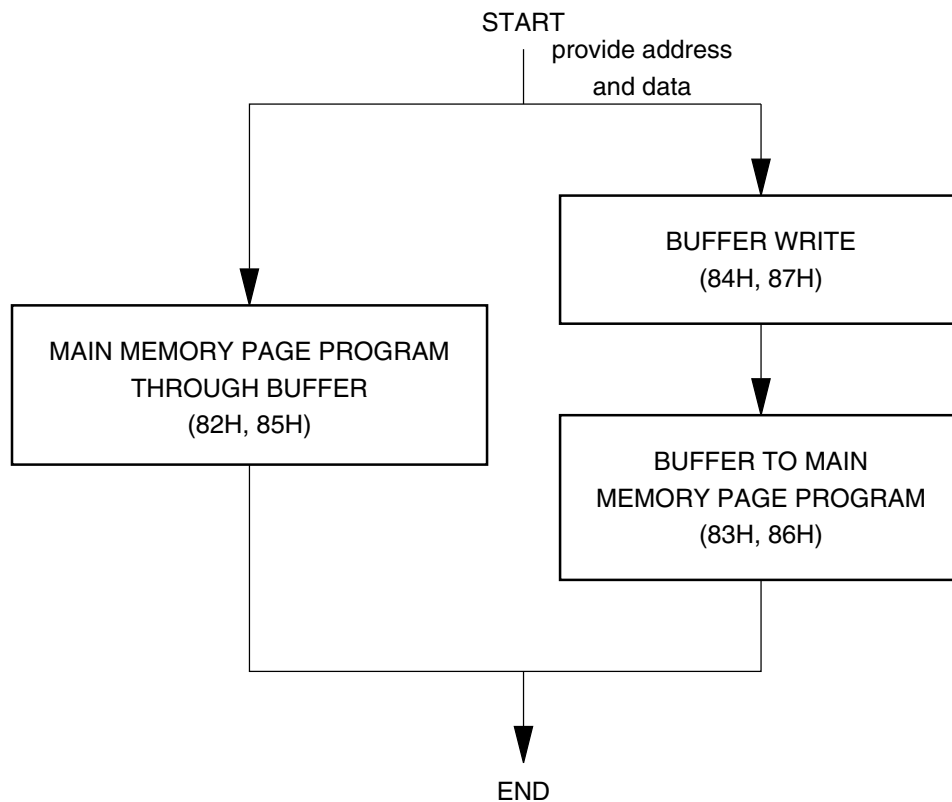 START
provide address
and data
BUFFER WRITE
(84H, 87H)
MAIN MEMORY PAGE PROGRAM
THROUGH BUFFER
(82H, 85H)
BUFFER TO MAIN
MEMORY PAGE PROGRAM
(83H, 86H)
END